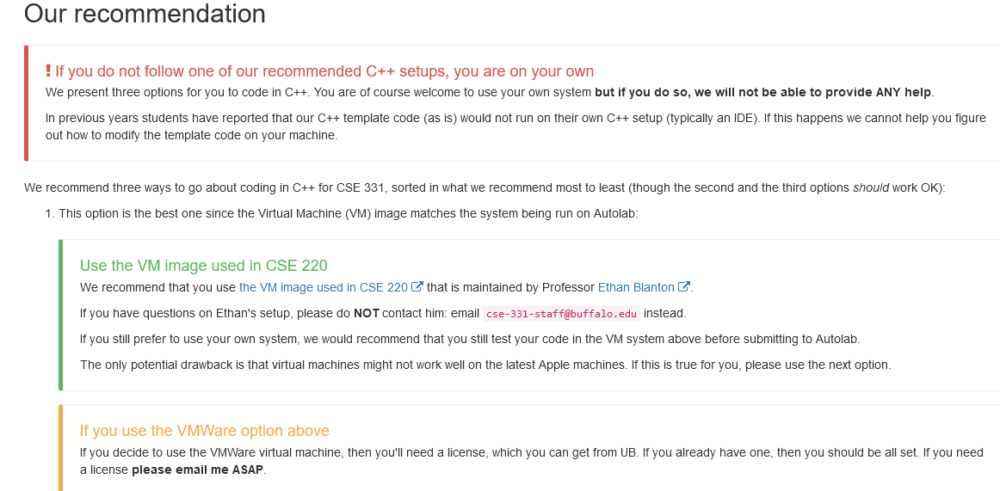 Our recommendation
! If you do not follow one of our recommended C++ setups, you are on your own
We present three options for you to code in C++. You are of course welcome to use your own system but if you do so, we will not be able to provide ANY help.
In previous years students have reported that our C++ template code (as is) would not run on their own C++ setup (typically an IDE). If this happens we cannot help you figure
out how to modify the template code on your machine.
We recommend three ways to go about coding in C++ for CSE 331, sorted in what we recommend most to least (though the second and the third options should work OK):
1. This option is the best one since the Virtual Machine (VM) image matches the system being run on Autolab:
Use the VM image used in CSE 220
We recommend that you use the VM image used in CSE 220 that is maintained by Professor Ethan Blanton.
If you have questions on Ethan's setup, please do NOT contact him: email cse-331-staff@buffalo.edu instead.
If you still prefer to use your own system, we would recommend that you still test your code in the VM system above before submitting to Autolab.
The only potential drawback is that virtual machines might not work well on the latest Apple machines. If this is true for you, please use the next option.
If you use the VMWare option above
If you decide to use the VMWare virtual machine, then you'll need a license, which you can get from UB. If you already have one, then you should be all set. If you need
a license please email me ASAP.